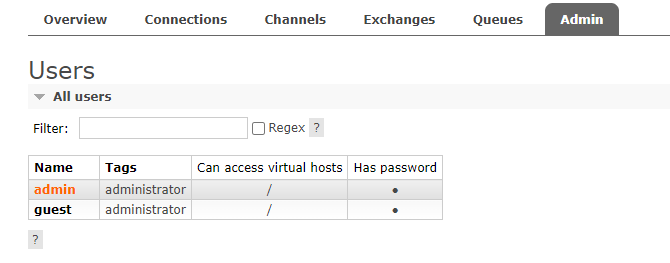 Overview Connections Channels Exchanges Queues Admin
Users
All users
Filter: Regex ?
Name Tags Can access virtual hosts Has password
admin administrator / •
guest administrator / •
?